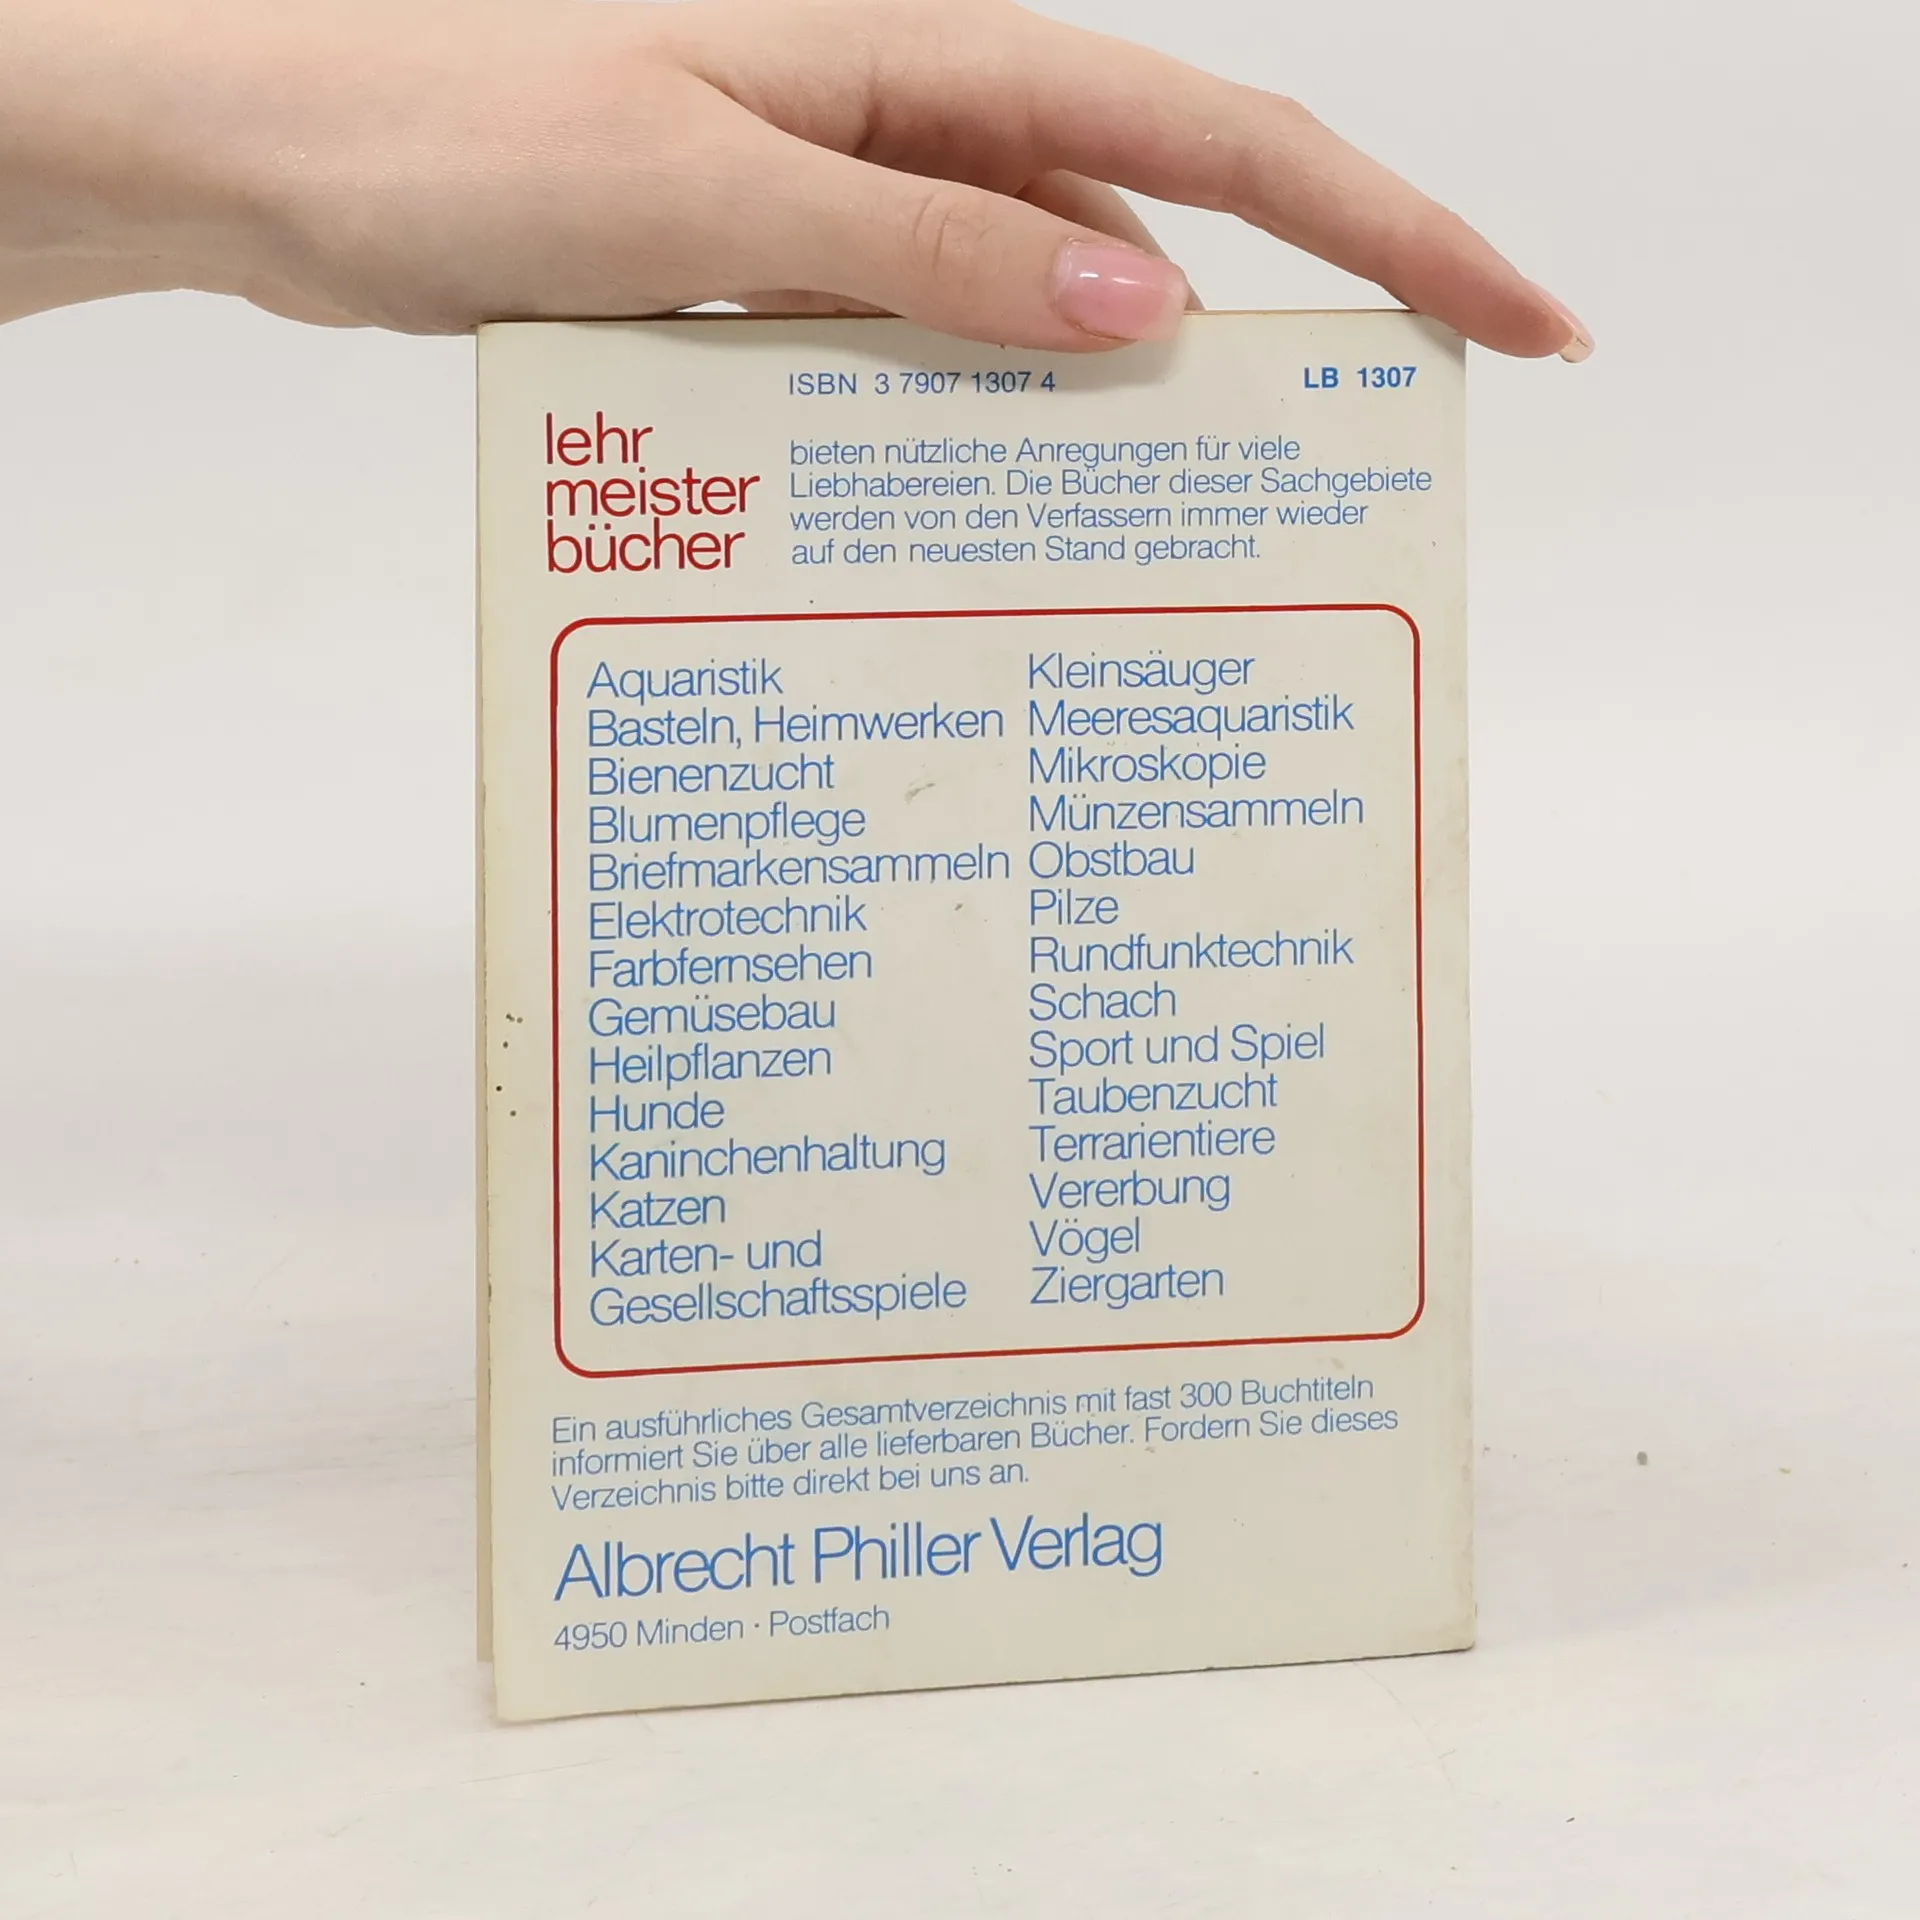 ISBN 3 7907 1307 4
LB 1307
lehr
meister
bücher
bieten nützliche Anregungen für viele
Liebhabereien. Die Bücher dieser Sachgebiete
werden von den Verfassern immer wieder
auf den neuesten Stand gebracht.
Aquaristik
Basteln, Heimwerken
Bienenzucht
Blumenpflege
Briefmarkensammeln
Elektrotechnik
Farbfernsehen
Gemüsebau
Heilpflanzen
Hunde
Kaninchenhaltung
Katzen
Karten- und
Gesellschaftsspiele
Kleinsäuger
Meeresaquaristik
Mikroskopie
Münzensammeln
Obstbau
Pilze
Rundfunktechnik
Schach
Sport und Spiel
Taubenzucht
Terrarientiere
Vererbung
Vögel
Ziergarten
Ein ausführliches Gesamtverzeichnis mit fast 300 Buchtiteln
informiert Sie über alle lieferbaren Bücher. Fordern Sie dieses
Verzeichnis bitte direkt bei uns an.
Albrecht Philler Verlag
4950 Minden · Postfach